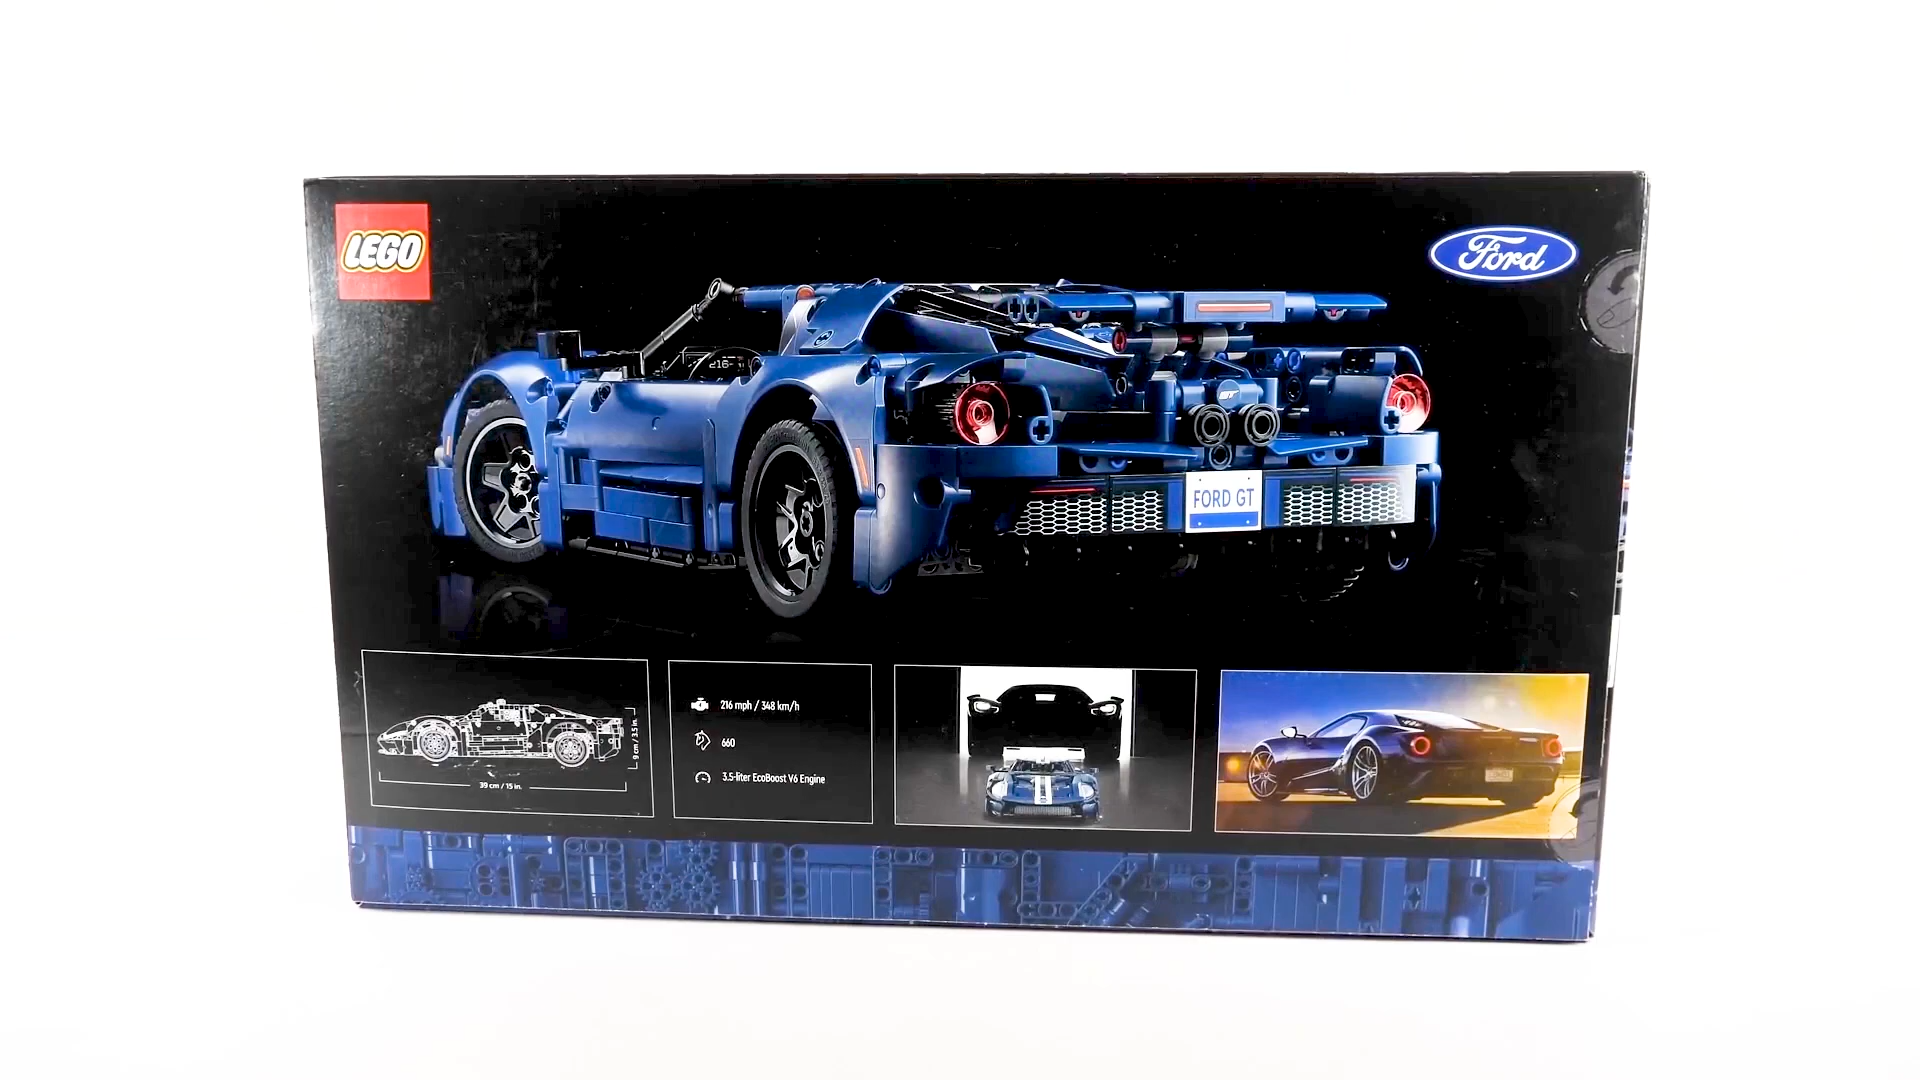 LEGO
Ford
216
GT
FORD GT
9 cm / 3.5 in.
39 cm / 15 in.
216 mph / 348 km/h
660
3.5-liter EcoBoost V6 Engine